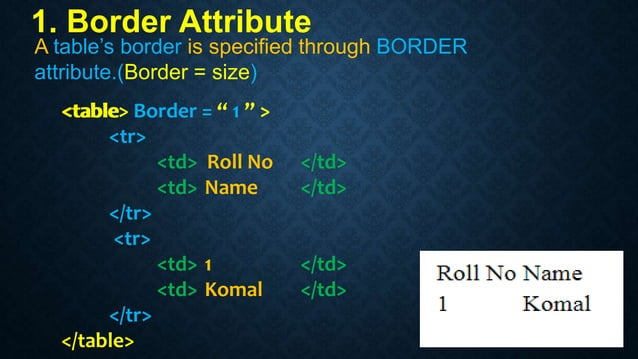 1. Border Attribute
A table's border is specified through BORDER
attribute.(Border = size)
<table> Border = “ 1 ” >
<tr>
<td> Roll No </td>
<td> Name </td>
</tr>
<tr>
<td> 1 </td>
<td> Komal </td>
</tr>
</table>
Roll No Name
1 Komal